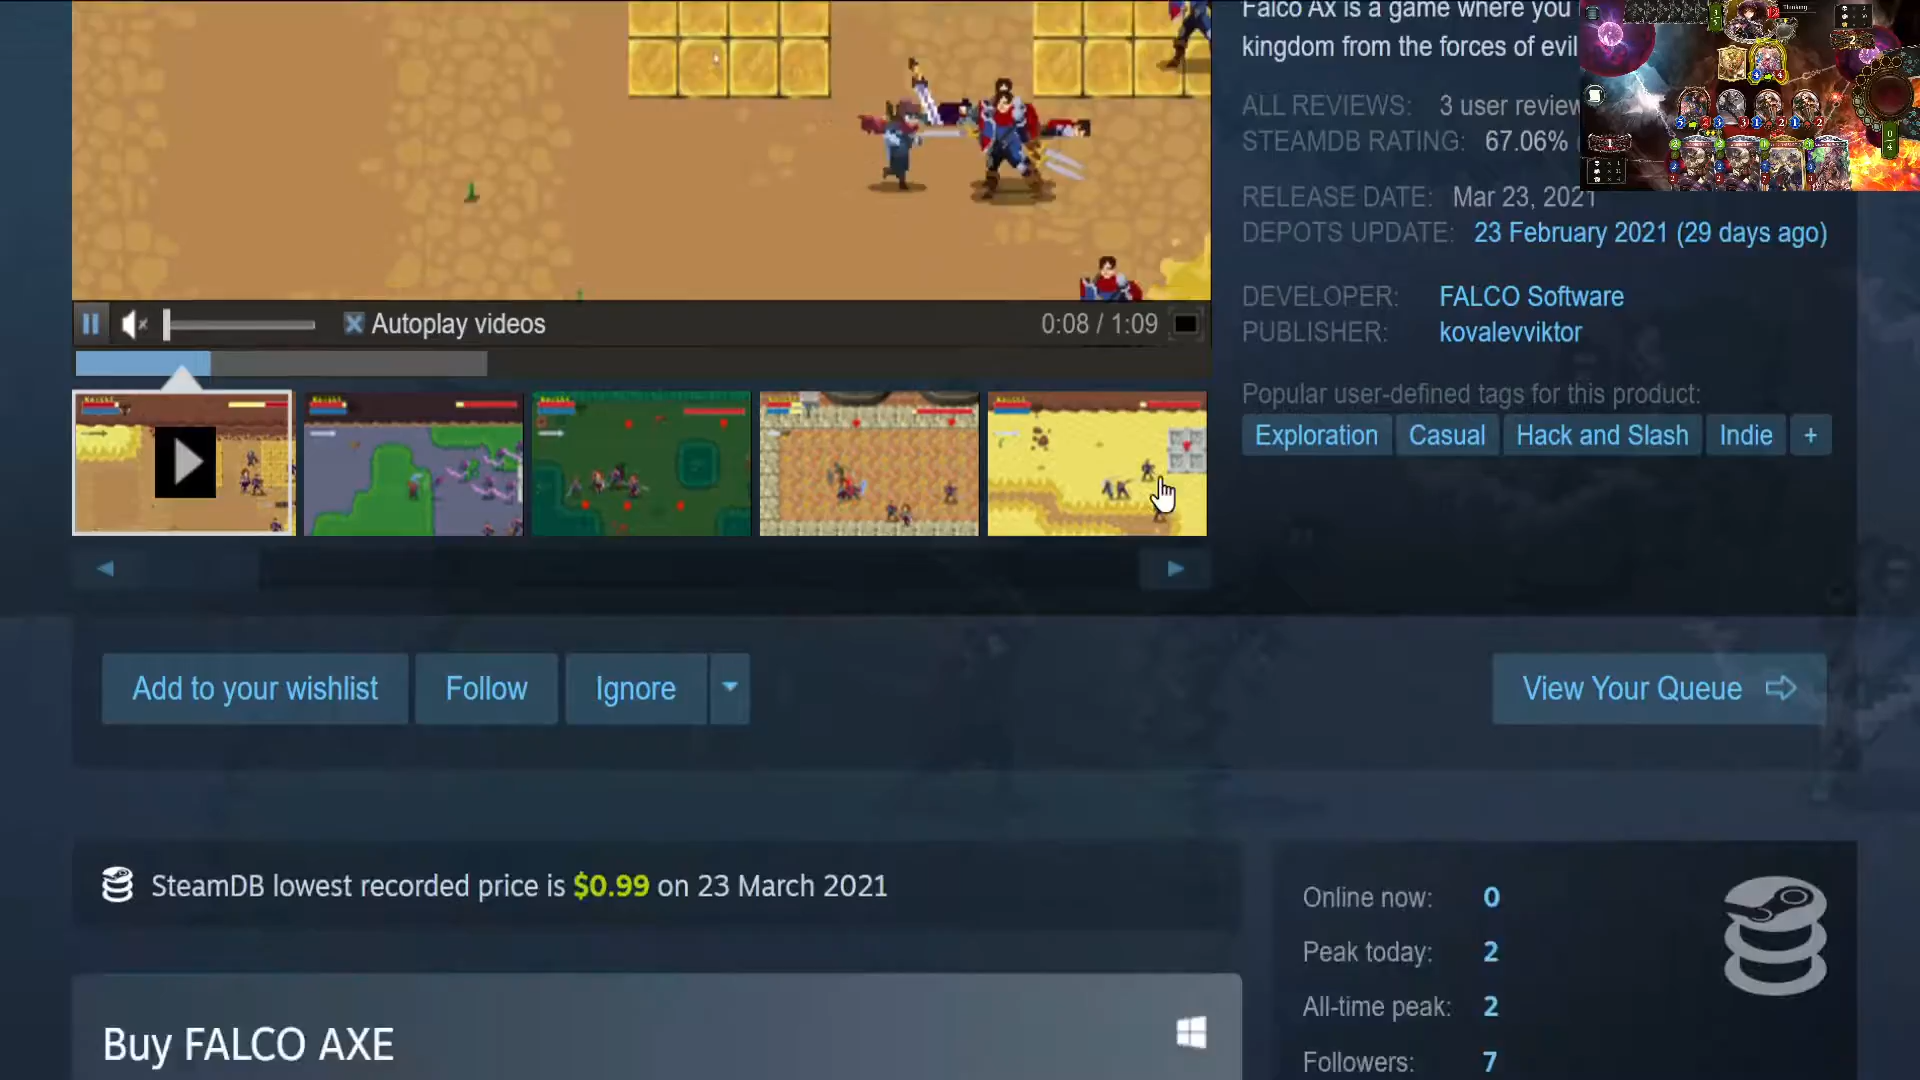 Falco Ax is a game where you
kingdom from the forces of evil
ALL REVIEWS: 3 user review
STEAMDB RATING: 67.06%
RELEASE DATE: Mar 23, 2021
DEPOTS UPDATE: 23 February 2021 (29 days ago)
DEVELOPER: FALCO Software
PUBLISHER: kovalevviktor
Autoplay videos
0:08 / 1:09
Popular user-defined tags for this product:
Exploration Casual Hack and Slash Indie +
Add to your wishlist Follow Ignore
View Your Queue
SteamDB lowest recorded price is $0.99 on 23 March 2021
Buy FALCO AXE
Online now: 0
Peak today: 2
All-time peak: 2
Followers: 7